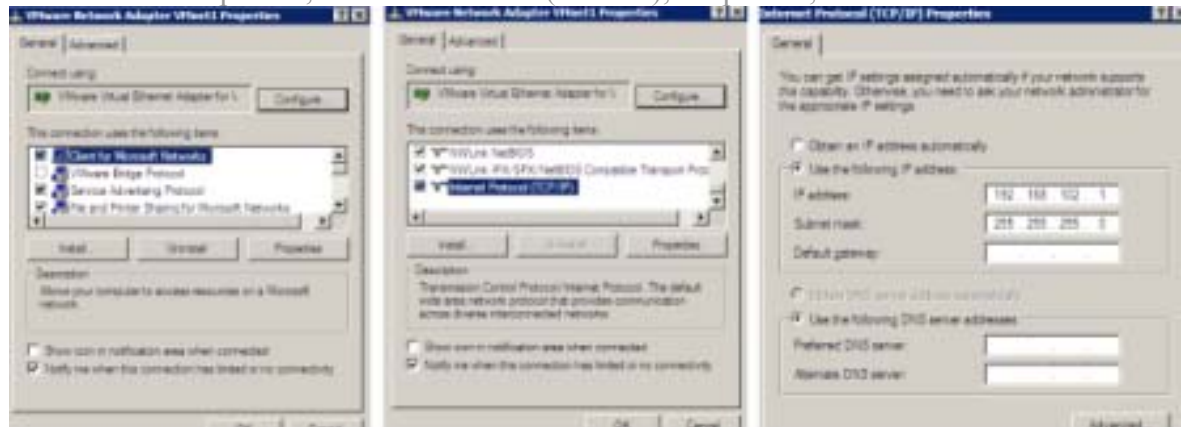 VMware Network Adapter VMnet1 Properties
General
Advanced
Connect using:
VMware Virtual Ethernet Adapter for V
Configure...
This connection uses the following items:
Client for Microsoft Networks
VMware Bridge Protocol
Service Advertising Protocol
File and Printer Sharing for Microsoft Networks
Install...
Uninstall
Properties
Description
Allows your computer to access resources on a Microsoft
network.
Show icon in notification area when connected
Notify me when this connection has limited or no connectivity
VMware Network Adapter VMnet1 Properties
General
Advanced
Connect using:
VMware Virtual Ethernet Adapter for V
Configure...
This connection uses the following items:
NWLink NetBIOS
NWLink IPX/SPX/NetBIOS Compatible Transport Proto
Internet Protocol (TCP/IP)
Install...
Uninstall
Properties
Description
Transmission Control Protocol/Internet Protocol. The default
wide area network protocol that provides communication
across diverse interconnected networks.
Show icon in notification area when connected
Notify me when this connection has limited or no connectivity
OK
Cancel
Internet Protocol (TCP/IP) Properties
General
You can get IP settings assigned automatically if your network supports
this capability. Otherwise, you need to ask your network administrator for
the appropriate IP settings.
Obtain an IP address automatically
Use the following IP address:
IP address:
192 . 168 . 102 . 1
Subnet mask:
255 . 255 . 255 . 0
Default gateway:
Obtain DNS server address automatically
Use the following DNS server addresses:
Preferred DNS server:
Alternate DNS server:
Advanced...